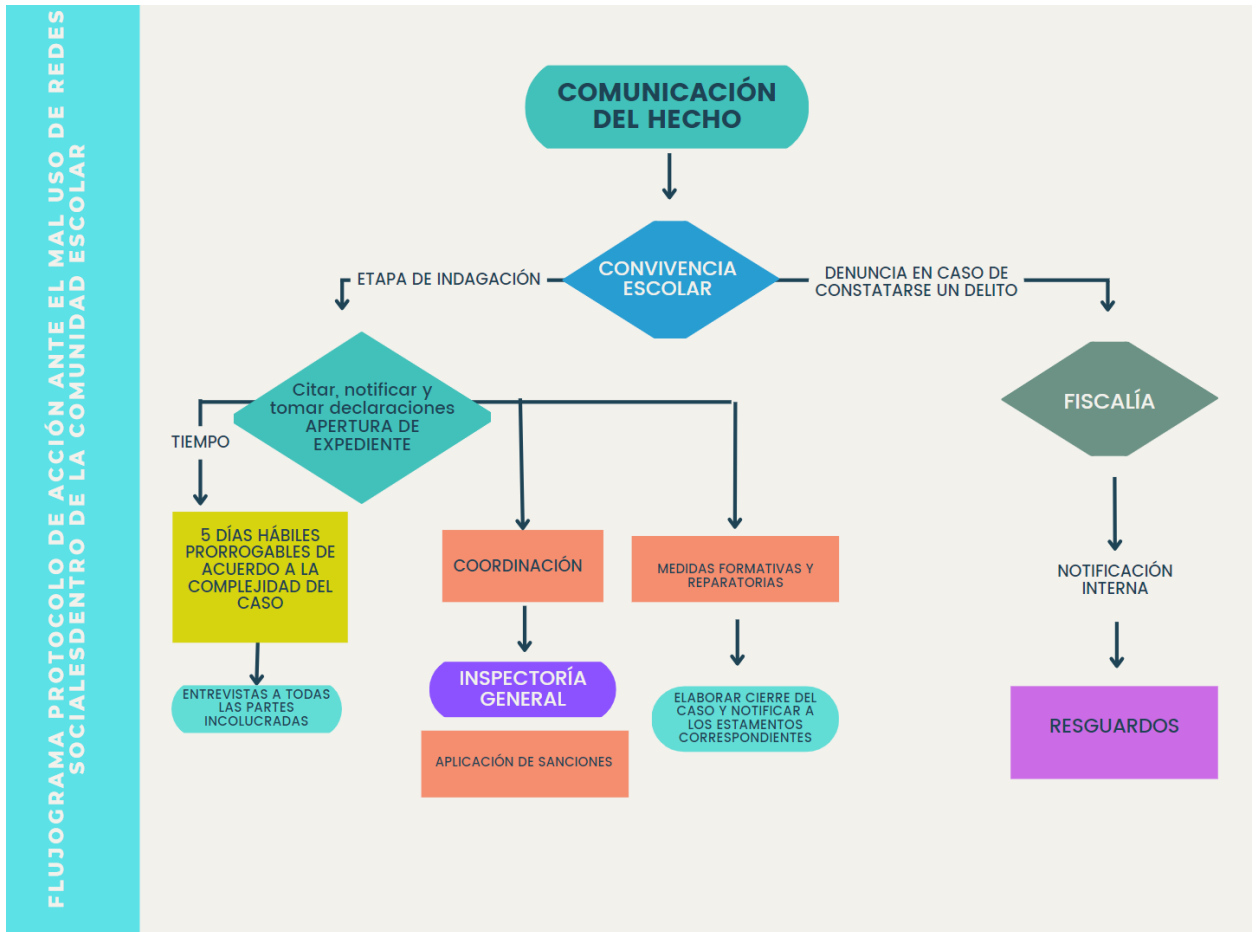 FLUJOGRAMA PROTOCOLO DE ACCIÓN ANTE EL MAL USO DE REDES
SOCIALESDENTRO DE LA COMUNIDAD ESCOLAR
COMUNICACIÓN
DEL HECHO
CONVIVENCIA
ESCOLAR
ETAPA DE INDAGACIÓN
DENUNCIA EN CASO DE
CONSTATARSE UN DELITO
Citar, notificar y
tomar declaraciones
APERTURA DE
EXPEDIENTE
FISCALÍA
TIEMPO
5 DÍAS HÁBILES
PRORROGABLES DE
ACUERDO A LA
COMPLEJIDAD DEL
CASO
COORDINACIÓN
MEDIDAS FORMATIVAS Y
REPARATORIAS
NOTIFICACIÓN
INTERNA
ENTREVISTAS A TODAS
LAS PARTES
INCOLUCRADAS
INSPECTORÍA
GENERAL
APLICACIÓN DE SANCIONES
ELABORAR CIERRE DEL
CASO Y NOTIFICAR A
LOS ESTAMENTOS
CORRESPONDIENTES
RESGUARDOS